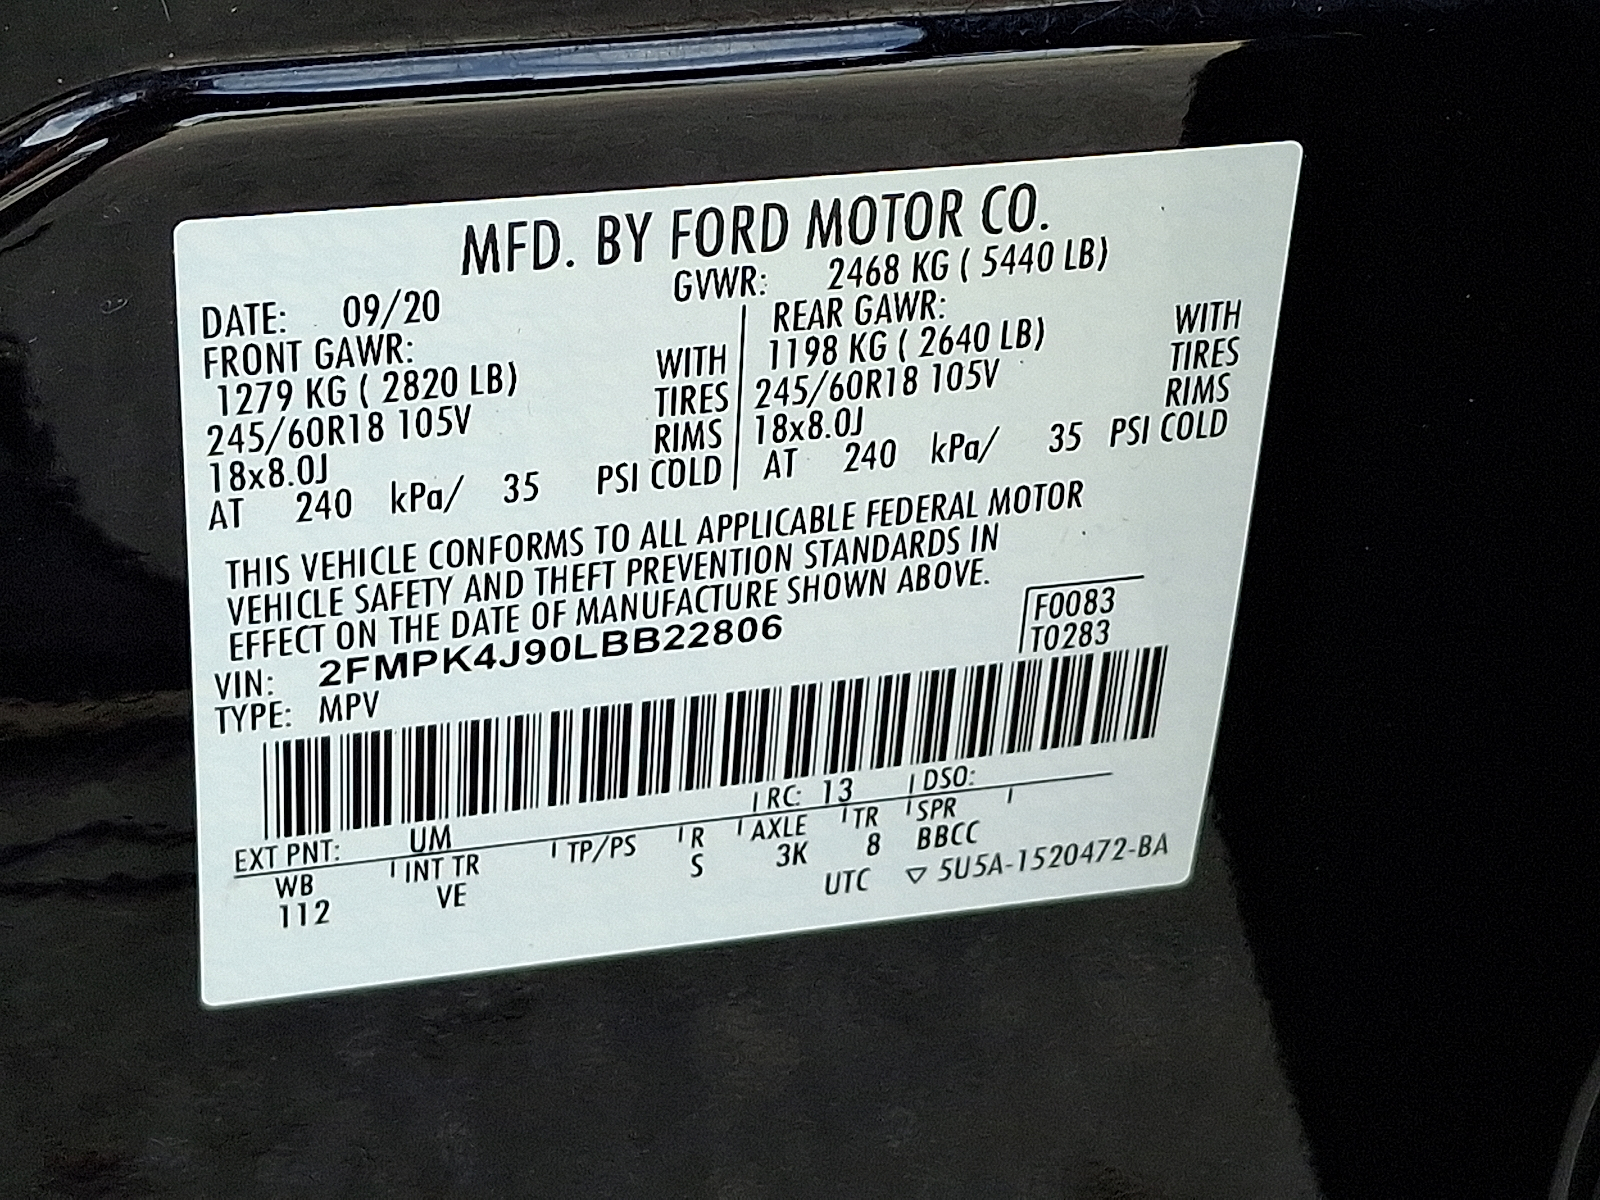 MFD. BY FORD MOTOR CO.
DATE: 09/20 GVWR: 2468 KG ( 5440 LB)
FRONT GAWR: REAR GAWR:
1279 KG ( 2820 LB) WITH 1198 KG ( 2640 LB) WITH
245/60R18 105V TIRES 245/60R18 105V TIRES
18x8.0J RIMS 18x8.0J RIMS
AT 240 kPa/ 35 PSI COLD AT 240 kPa/ 35 PSI COLD
THIS VEHICLE CONFORMS TO ALL APPLICABLE FEDERAL MOTOR
VEHICLE SAFETY AND THEFT PREVENTION STANDARDS IN
EFFECT ON THE DATE OF MANUFACTURE SHOWN ABOVE.
VIN: 2FMPK4J90LBB22806 F0083
TYPE: MPV T0283
EXT PNT: UM RC: 13 DSO:
WB INT TR TP/PS R AXLE TR SPR
112 VE S 3K 8 BBCC
UTC ▽ 5U5A-1520472-BA